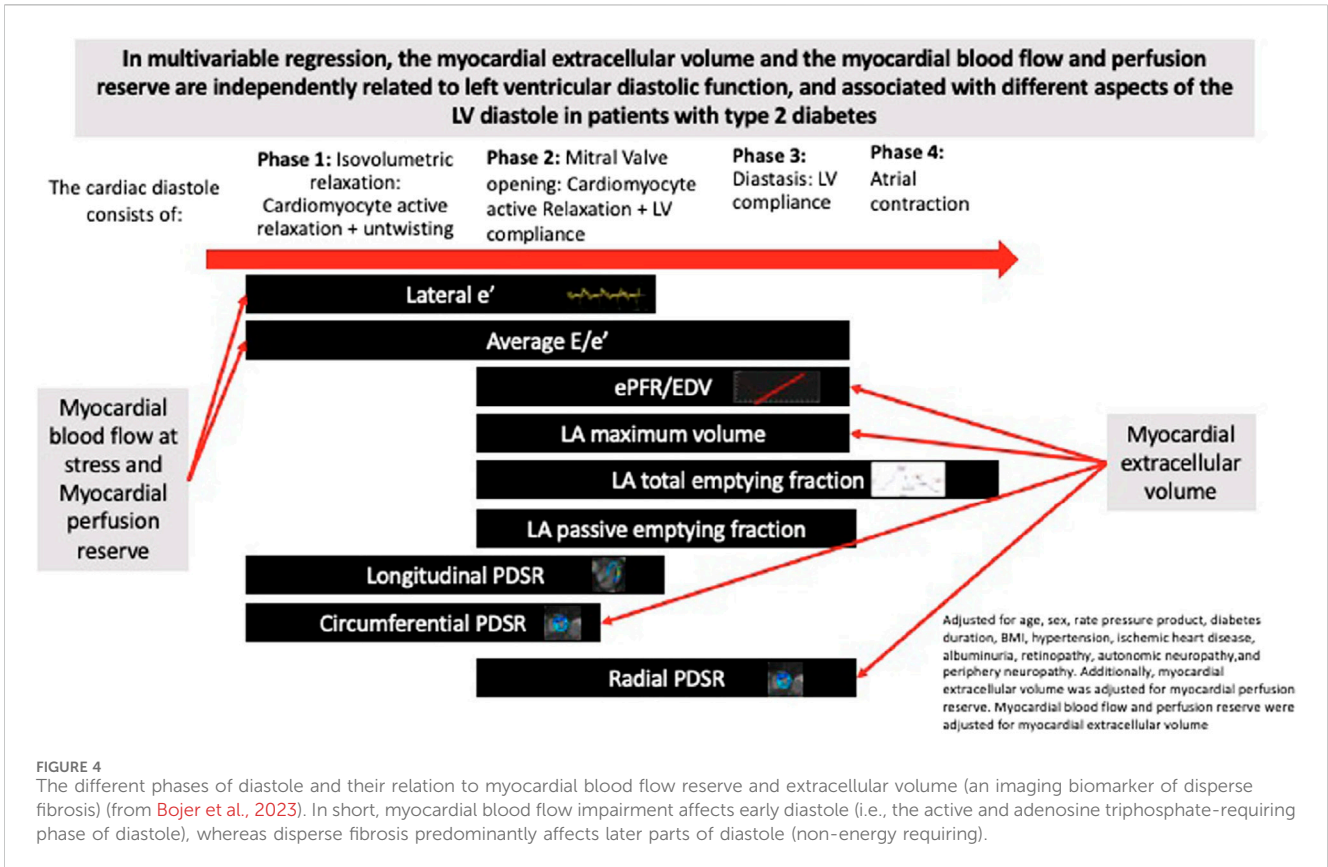 In multivariable regression, the myocardial extracellular volume and the myocardial blood flow and perfusion
reserve are independently related to left ventricular diastolic function, and associated with different aspects of the
LV diastole in patients with type 2 diabetes
The cardiac diastole
consists of:
Phase 1: Isovolumetric
relaxation:
Cardiomyocyte active
relaxation + untwisting
Phase 2: Mitral Valve
opening: Cardiomyocyte
active Relaxation + LV
compliance
Phase 3:
Diastasis: LV
compliance
Phase 4:
Atrial
contraction
Lateral e'
Average E/e'
ePFR/EDV
LA maximum volume
LA total emptying fraction
LA passive emptying fraction
Longitudinal PDSR
Circumferential PDSR
Radial PDSR
Myocardial
blood flow at
stress and
Myocardial
perfusion
reserve
Myocardial
extracellular
volume
Adjusted for age, sex, rate pressure product, diabetes
duration, BMI, hypertension, ischemic heart disease,
albuminuria, retinopathy, autonomic neuropathy,and
periphery neuropathy. Additionally, myocardial
extracellular volume was adjusted for myocardial perfusion
reserve. Myocardial blood flow and perfusion reserve were
adjusted for myocardial extracellular volume
FIGURE 4
The different phases of diastole and their relation to myocardial blood flow reserve and extracellular volume (an imaging biomarker of disperse
fibrosis) (from Bojer et al., 2023). In short, myocardial blood flow impairment affects early diastole (i.e., the active and adenosine triphosphate-requiring
phase of diastole), whereas disperse fibrosis predominantly affects later parts of diastole (non-energy requiring).